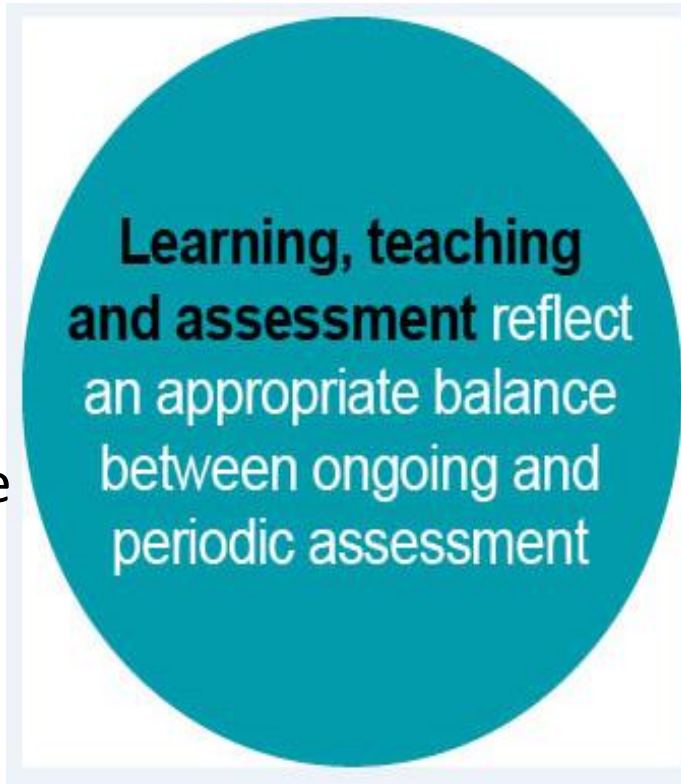 Learning, teaching
and assessment reflect
an appropriate balance
between ongoing and
periodic assessment
e